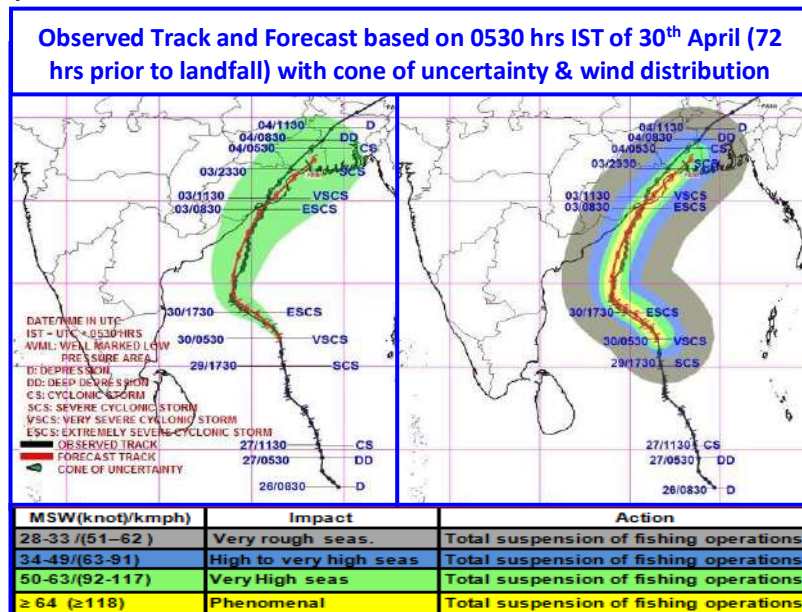 Observed Track and Forecast based on 0530 hrs IST of 30th April (72
hrs prior to landfall) with cone of uncertainty & wind distribution
04/1130 D
04/0830 DD
04/0530 CS
03/2330 SCS
03/1130 VSCS
03/0830 ESCS
30/1730 ESCS
30/0530 VSCS
29/1730 SCS
27/1130 CS
27/0530 DD
26/0830 D
DATE/TIME IN UTC
IST = UTC + 0530 HRS
WML: WELL MARKED LOW
PRESSURE AREA
D: DEPRESSION
DD: DEEP DEPRESSION
CS: CYCLONIC STORM
SCS: SEVERE CYCLONIC STORM
VSCS: VERY SEVERE CYCLONIC STORM
ESCS: EXTREMELY SEVERE CYCLONIC STORM
OBSERVED TRACK
FORECAST TRACK
CONE OF UNCERTAINTY
04/1130 D
04/0830 DD
04/0530 CS
03/2330 SCS
03/1130 VSCS
03/0830 ESCS
30/1730 ESCS
30/0530 VSCS
29/1730 SCS
27/1130 CS
27/0530 DD
26/0830 D
MSW(knot)/kmph) Impact Action
28-33 /(51–62 ) Very rough seas. Total suspension of fishing operations
34-49/(63-91) High to very high seas Total suspension of fishing operations
50-63/(92-117) Very High seas Total suspension of fishing operations
≥ 64 (≥118) Phenomenal Total suspension of fishing operations